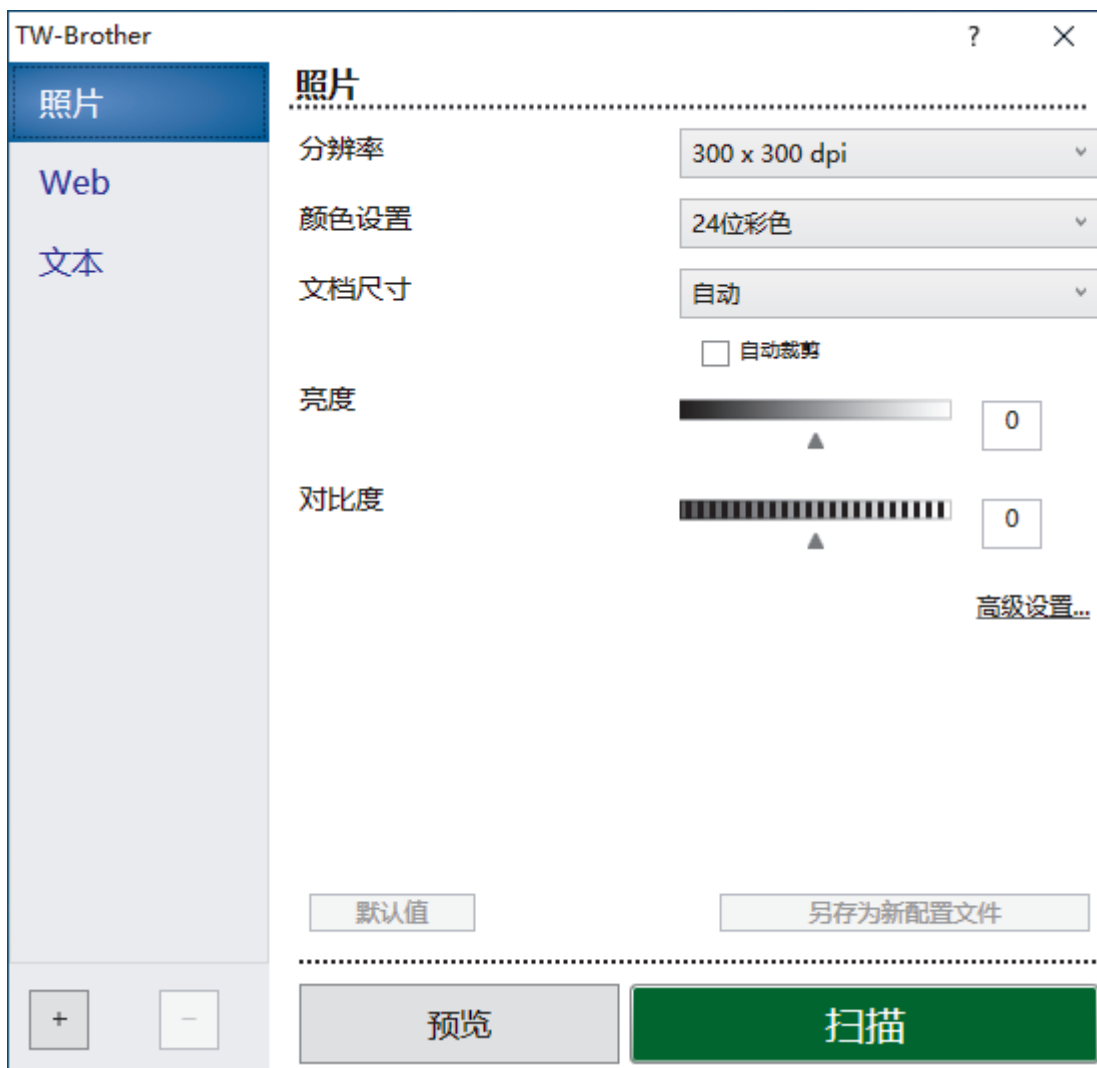 TW-Brother ? ×
照片
Web
文本
照片
分辨率 300 x 300 dpi
颜色设置 24位彩色
文档尺寸 自动
自动裁剪
亮度 0
对比度 0
高级设置...
默认值 另存为新配置文件
+ − 预览 扫描